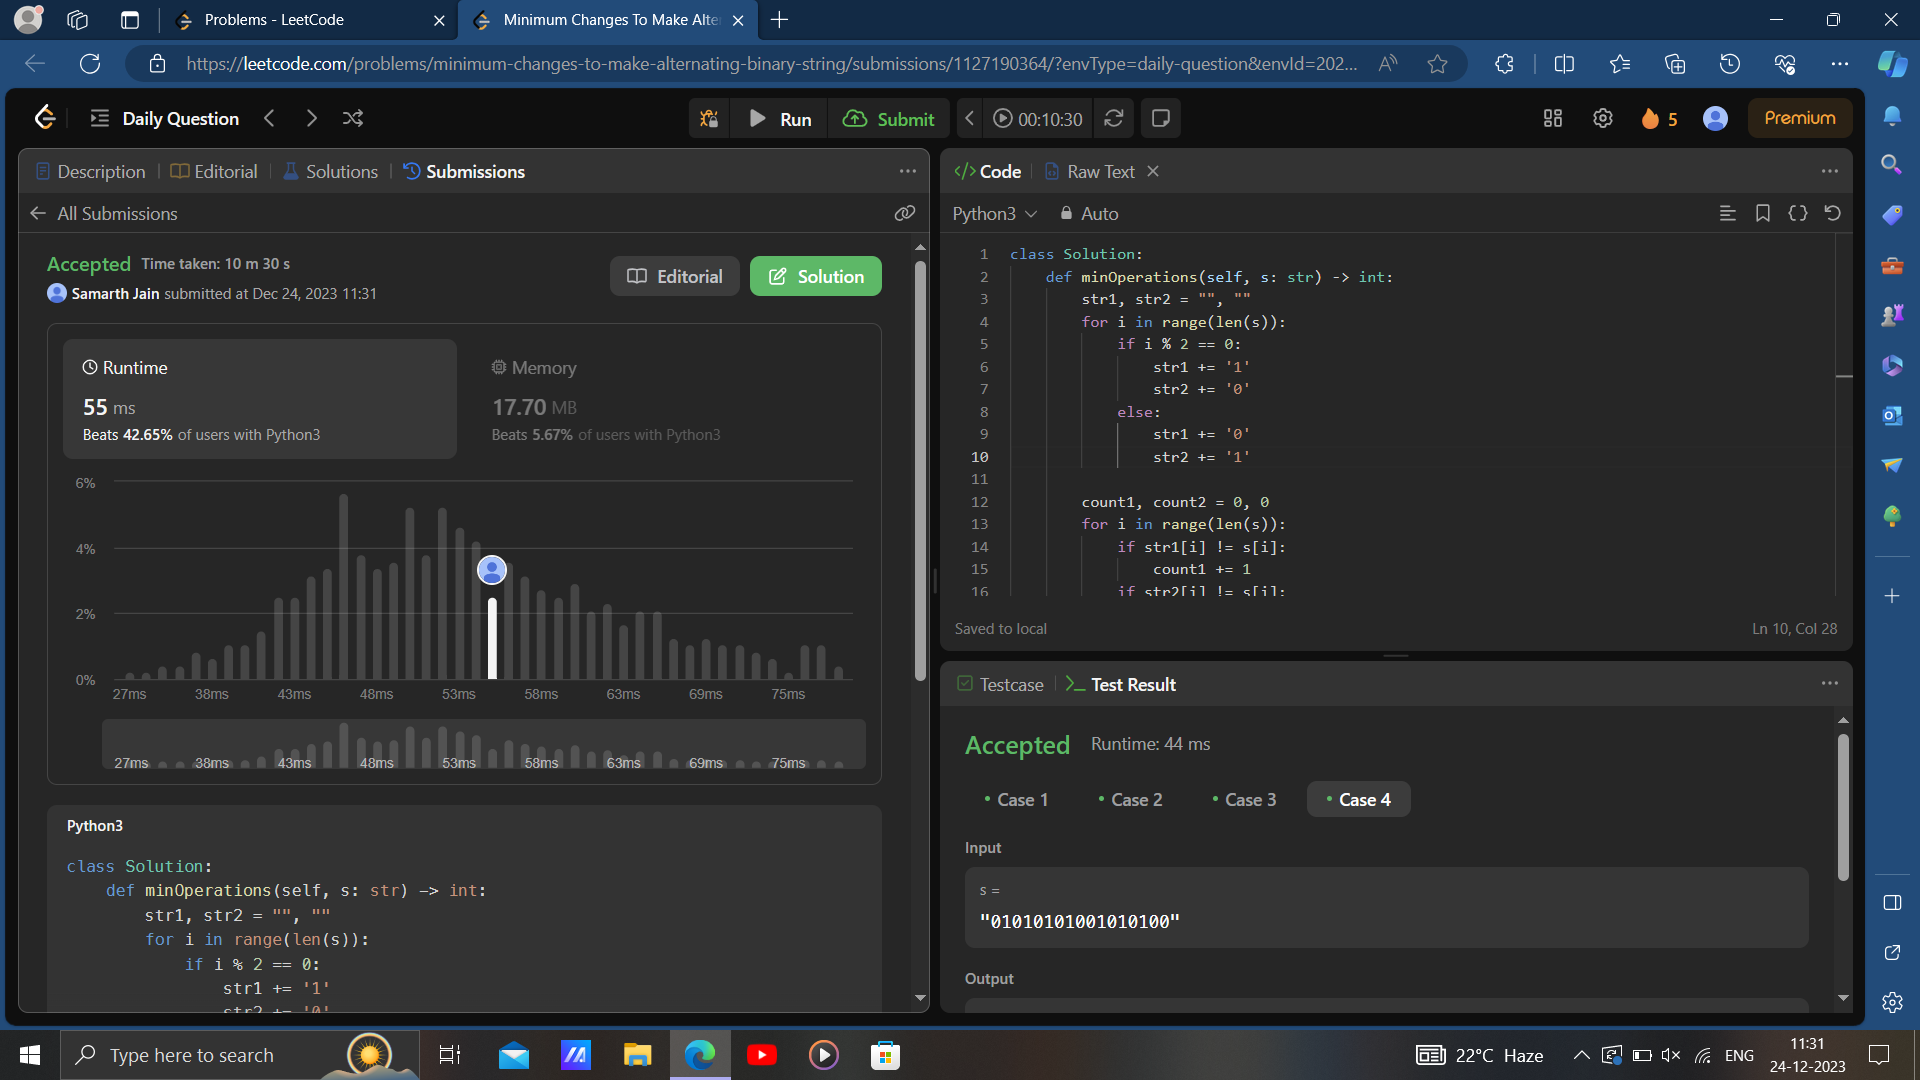 Problems - LeetCode
Minimum Changes To Make Alte
https://leetcode.com/problems/minimum-changes-to-make-alternating-binary-string/submissions/1127190364/?envType=daily-question&envId=202...
Daily Question
Run
Submit
00:10:30
5
Premium
Description
Editorial
Solutions
Submissions
All Submissions
Accepted Time taken: 10 m 30 s
Samarth Jain submitted at Dec 24, 2023 11:31
Editorial
Solution
Runtime
55 ms
Beats 42.65% of users with Python3
Memory
17.70 MB
Beats 5.67% of users with Python3
6%
4%
2%
0%
27ms 38ms 43ms 48ms 53ms 58ms 63ms 69ms 75ms
27ms 38ms 43ms 48ms 53ms 58ms 63ms 69ms 75ms
Python3
class Solution:
def minOperations(self, s: str) -> int:
str1, str2 = "", ""
for i in range(len(s)):
if i % 2 == 0:
str1 += '1'
str2 += '0'
Code
Raw Text
Python3
Auto
1 class Solution:
2 def minOperations(self, s: str) -> int:
3 str1, str2 = "", ""
4 for i in range(len(s)):
5 if i % 2 == 0:
6 str1 += '1'
7 str2 += '0'
8 else:
9 str1 += '0'
10 str2 += '1'
11
12 count1, count2 = 0, 0
13 for i in range(len(s)):
14 if str1[i] != s[i]:
15 count1 += 1
16 if str2[i] != s[i]:
Saved to local
Ln 10, Col 28
Testcase
Test Result
Accepted Runtime: 44 ms
Case 1
Case 2
Case 3
Case 4
Input
s =
"01010101001010100"
Output
Type here to search
22°C Haze
ENG
11:31
24-12-2023